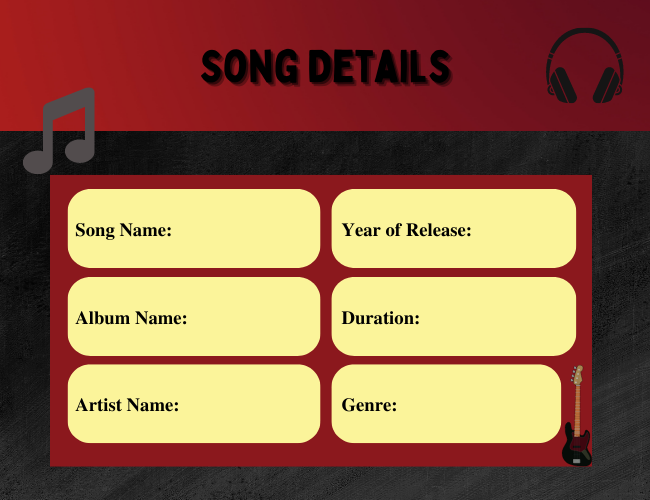 SONG DETAILS
Song Name:
Year of Release:
Album Name:
Duration:
Artist Name:
Genre: